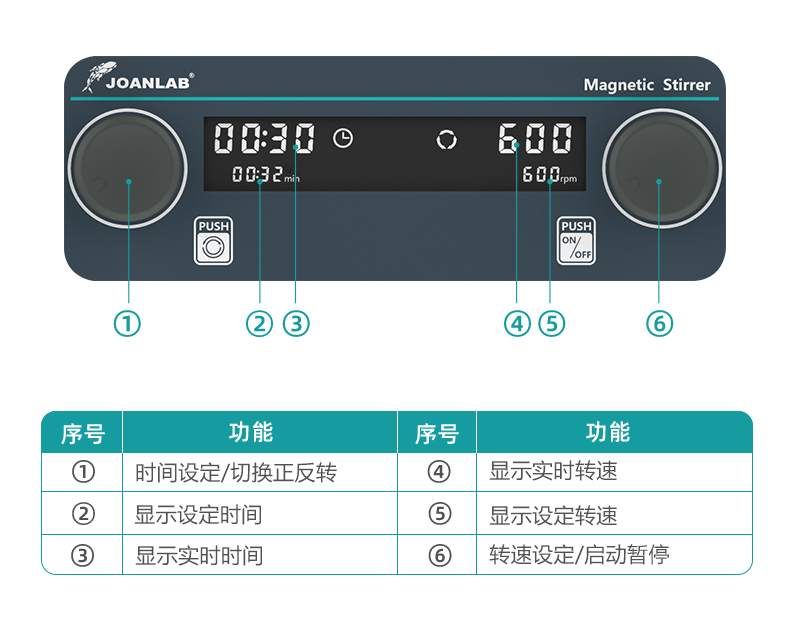 JOANLAB®
Magnetic Stirrer
00:30 600
00:32 min 600 rpm
PUSH PUSH
ON/OFF
① ② ③ ④ ⑤ ⑥
序号 功能 序号 功能
① 时间设定/切换正反转 ④ 显示实时转速
② 显示设定时间 ⑤ 显示设定转速
③ 显示实时时间 ⑥ 转速设定/启动暂停